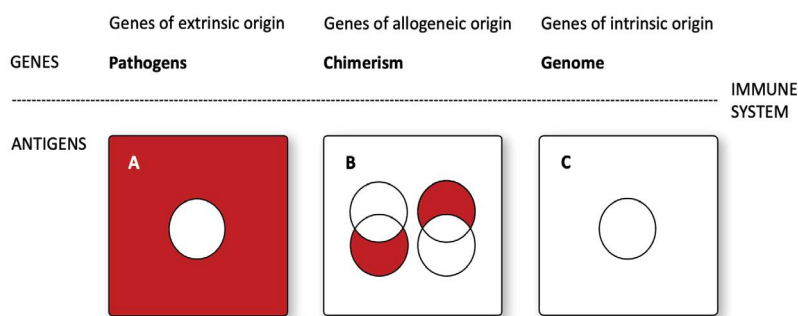 Genes of extrinsic origin Genes of allogeneic origin Genes of intrinsic origin
GENES Pathogens Chimerism Genome
IMMUNE
SYSTEM
ANTIGENS
A B C